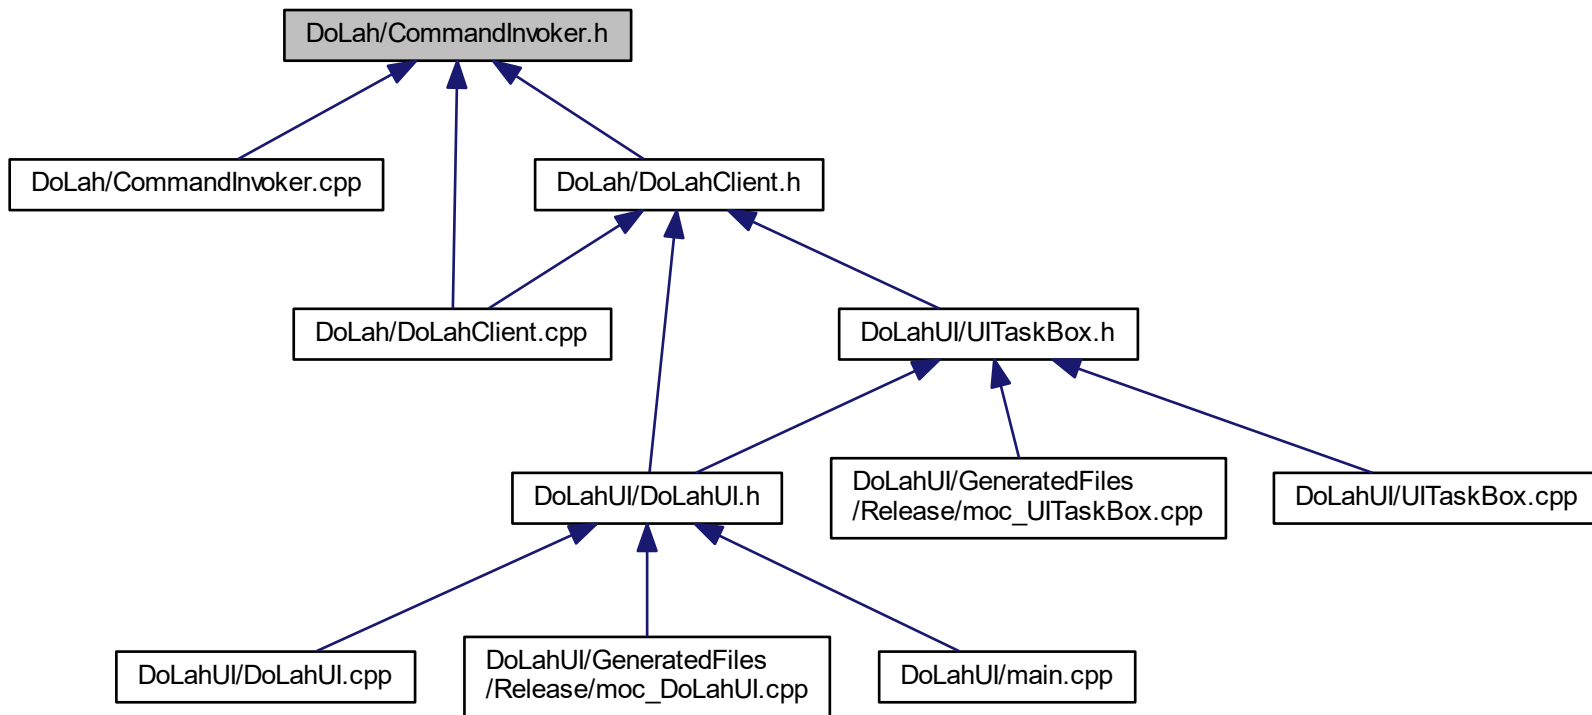 DoLah/CommandInvoker.h
DoLah/CommandInvoker.cpp
DoLah/DoLahClient.h
DoLah/DoLahClient.cpp
DoLahUI/UITaskBox.h
DoLahUI/DoLahUI.h
DoLahUI/GeneratedFiles
/Release/moc_UITaskBox.cpp
DoLahUI/UITaskBox.cpp
DoLahUI/DoLahUI.cpp
DoLahUI/GeneratedFiles
/Release/moc_DoLahUI.cpp
DoLahUI/main.cpp